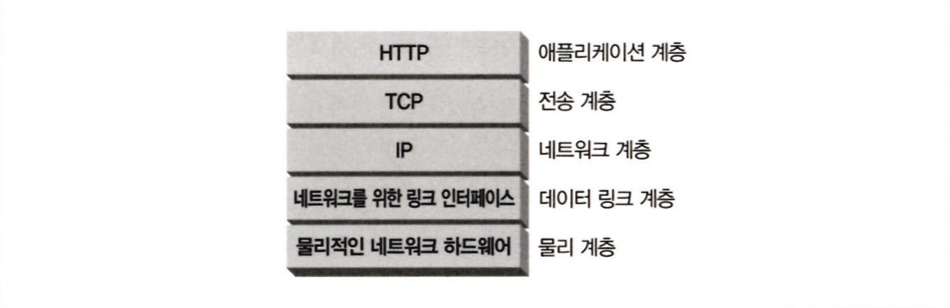 HTTP 애플리케이션 계층
TCP 전송 계층
IP 네트워크 계층
네트워크를 위한 링크 인터페이스 데이터 링크 계층
물리적인 네트워크 하드웨어 물리 계층